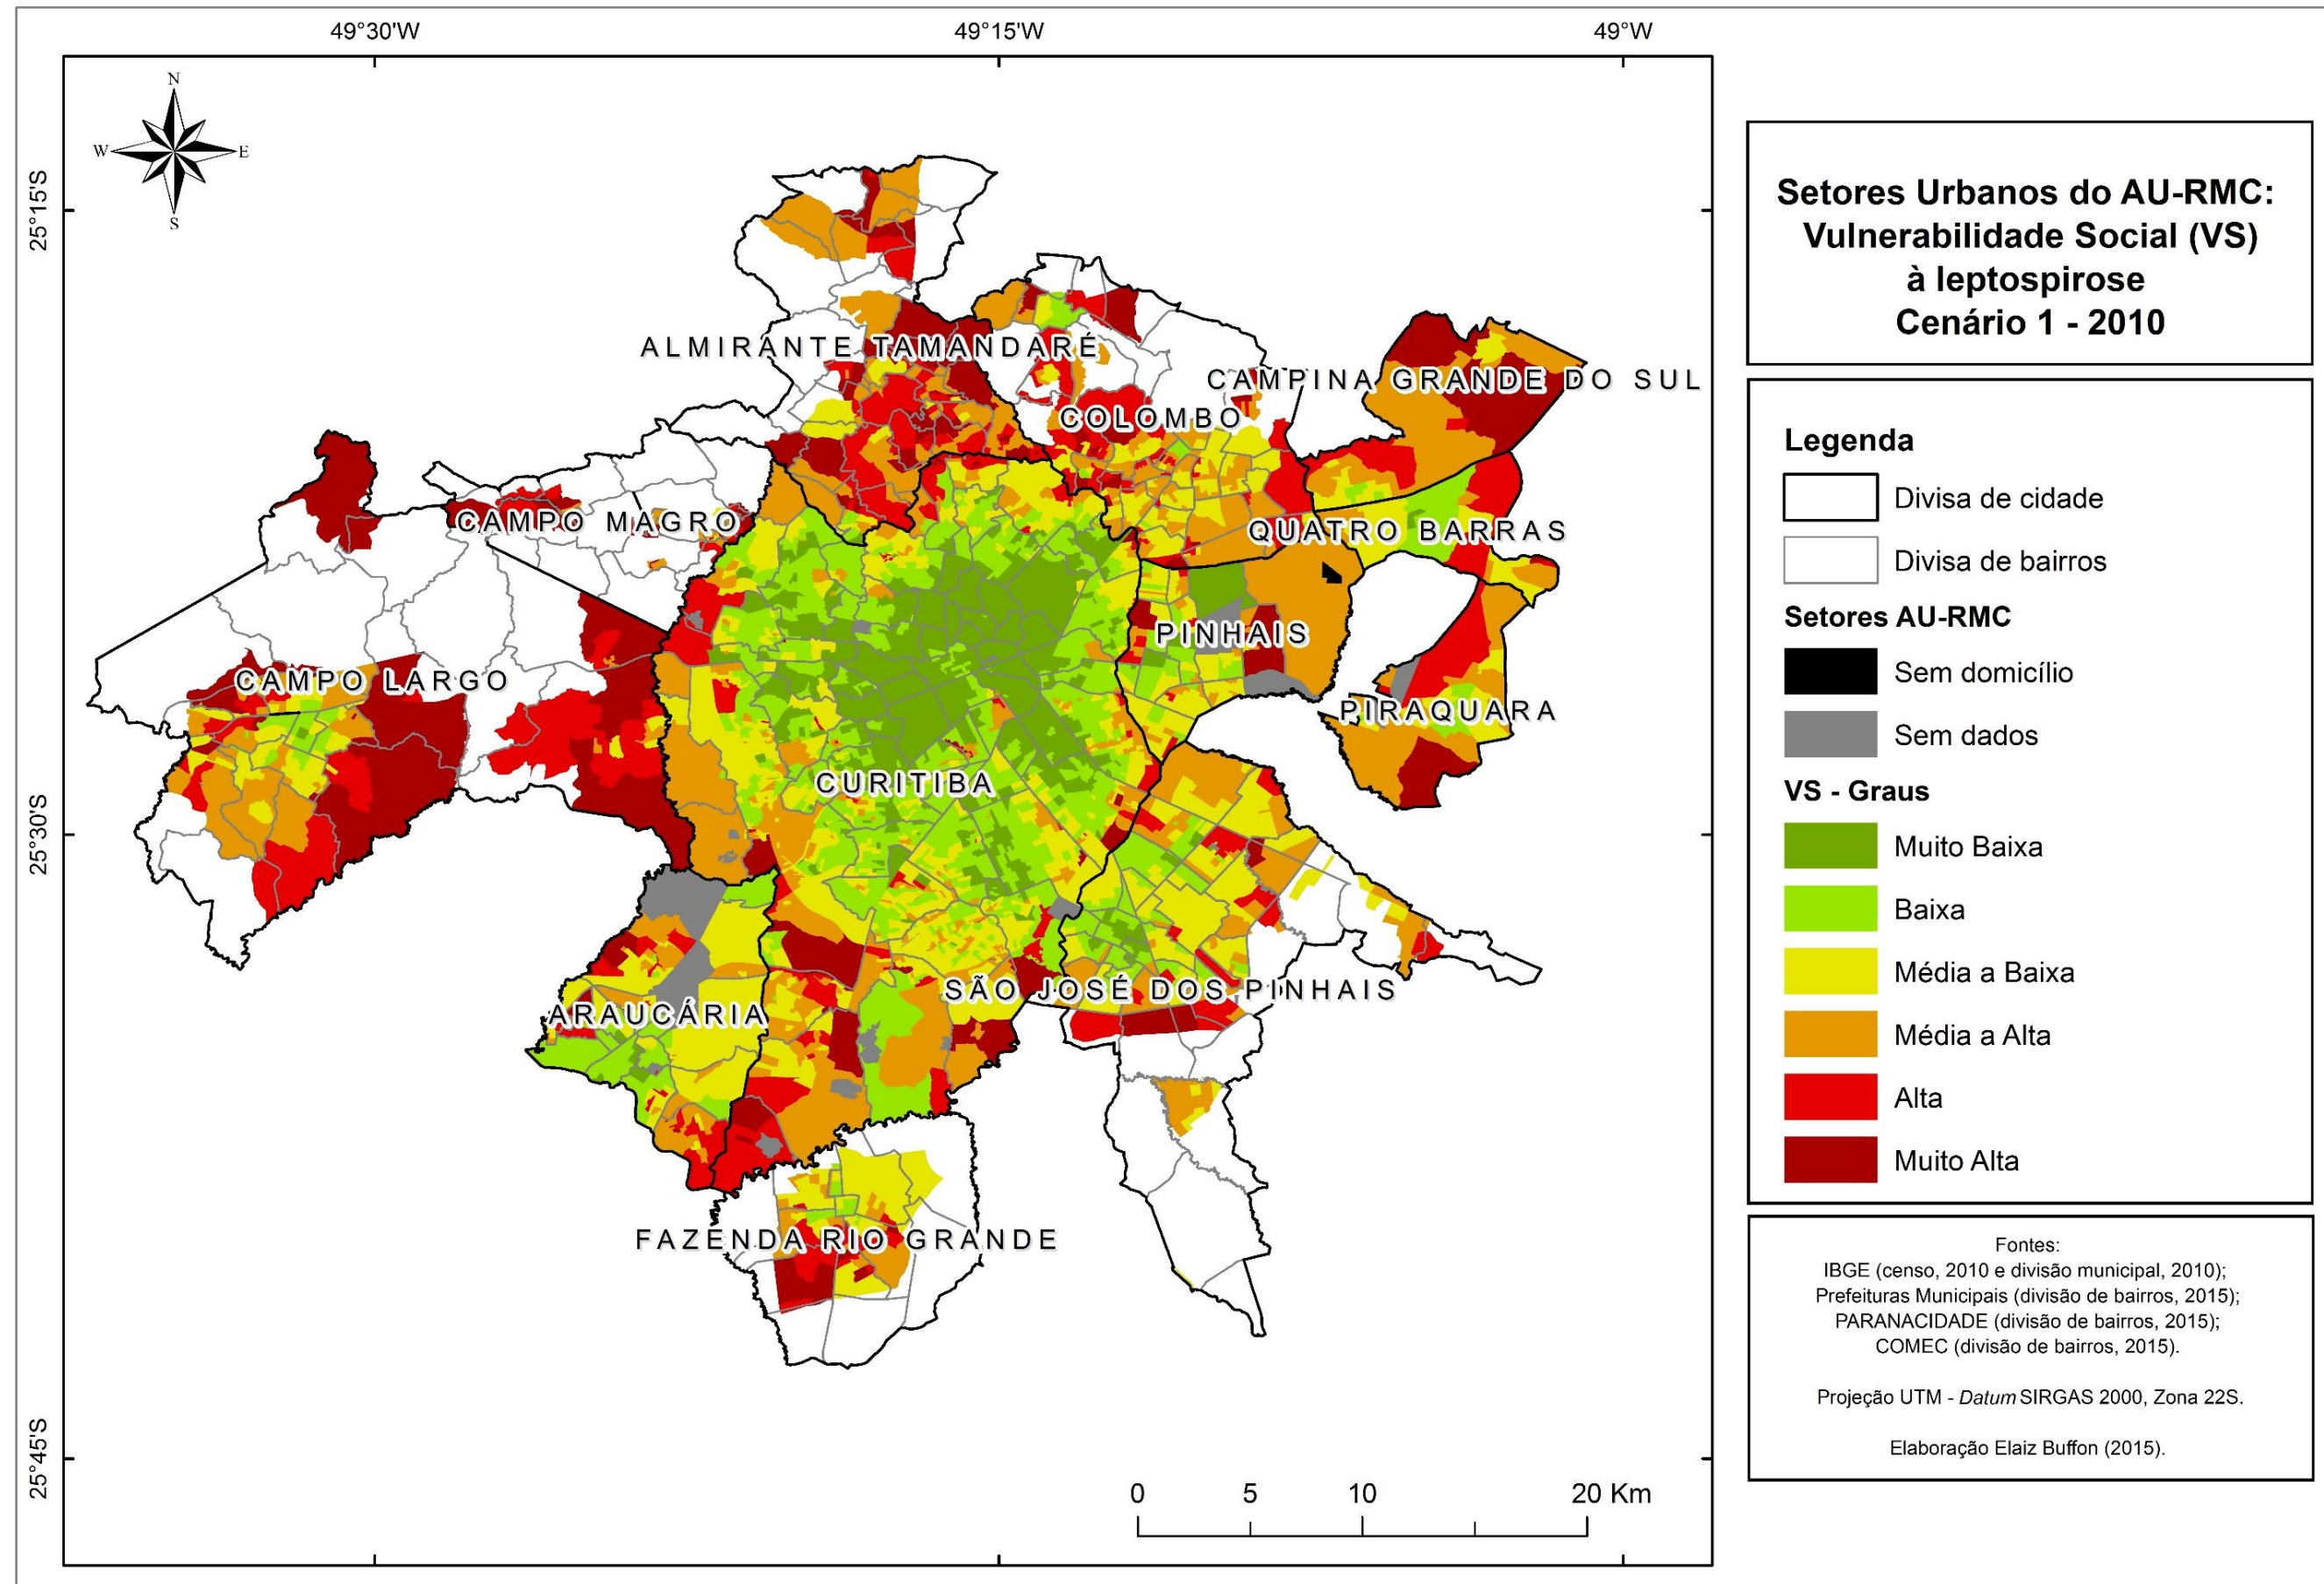 49°30'W
49°15'W
49°W
25°15'S
25°30'S
25°45'S
N
W
E
S
ALMIRANTE TAMANDARÉ
CAMPINA GRANDE DO SUL
COLOMBO
CAMPO MAGRO
QUATRO BARRAS
PINHAIS
CAMPO LARGO
PIRAQUARA
CURITIBA
SÃO JOSÉ DOS PINHAIS
ARAUCÁRIA
FAZENDA RIO GRANDE
0
5
10
20 Km
Setores Urbanos do AU-RMC:
Vulnerabilidade Social (VS)
à leptospirose
Cenário 1 - 2010
Legenda
Divisa de cidade
Divisa de bairros
Setores AU-RMC
Sem domicílio
Sem dados
VS - Graus
Muito Baixa
Baixa
Média a Baixa
Média a Alta
Alta
Muito Alta
Fontes:
IBGE (censo, 2010 e divisão municipal, 2010);
Prefeituras Municipais (divisão de bairros, 2015);
PARANACIDADE (divisão de bairros, 2015);
COMEC (divisão de bairros, 2015).
Projeção UTM - Datum SIRGAS 2000, Zona 22S.
Elaboração Elaiz Buffon (2015).